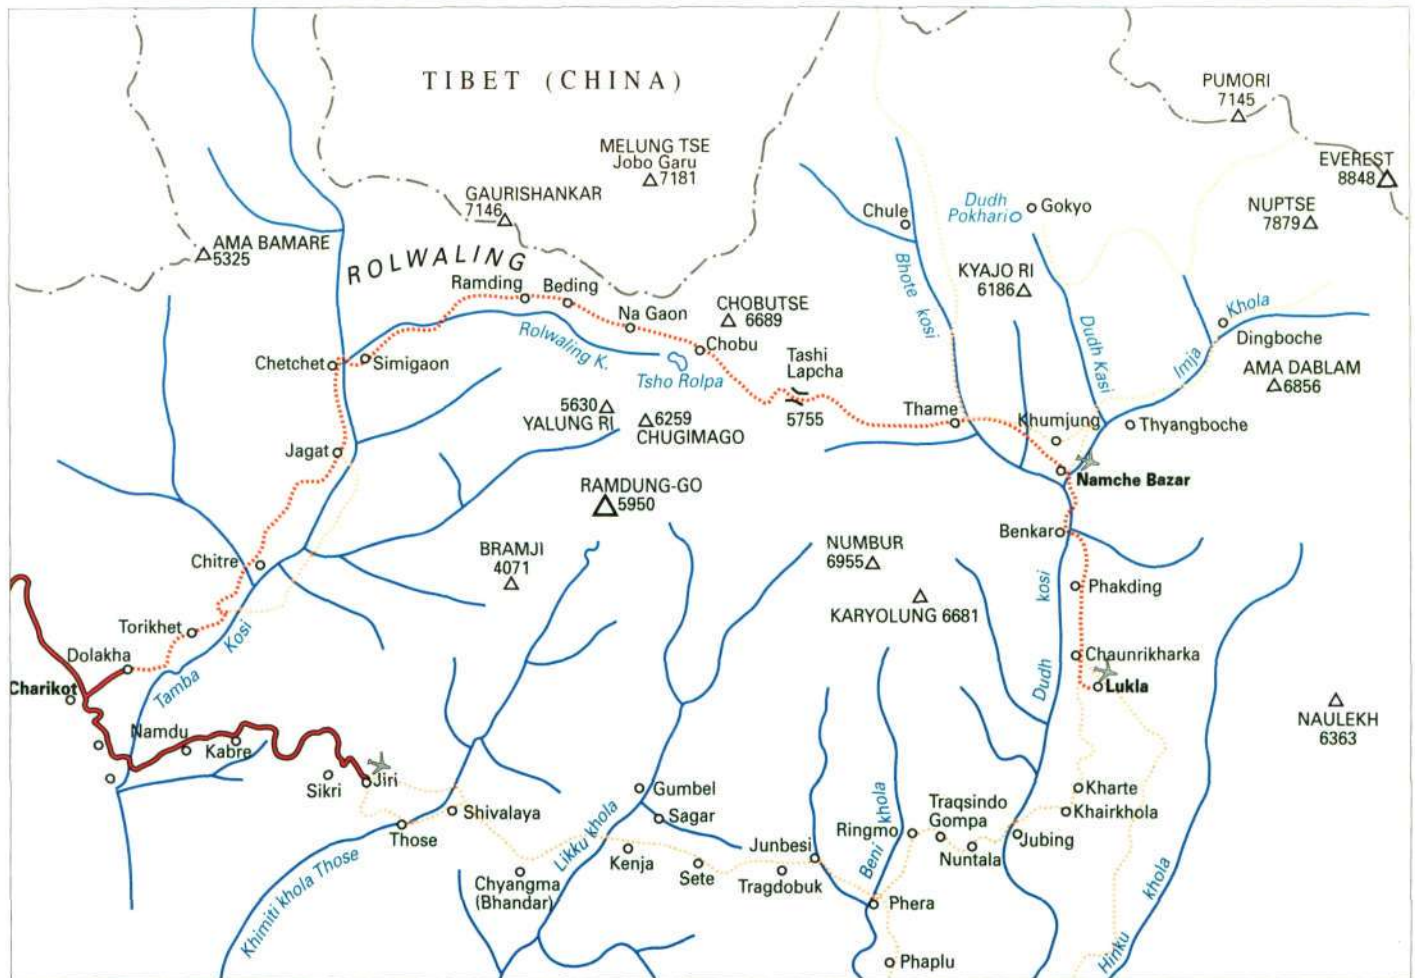 TIBET (CHINA)
PUMORI
7145
MELUNG TSE
Jobo Garu
7181
EVEREST
8848
GAURISHANKAR
7146
Dudh
Pokhari
Gokyo
NUPTSE
7879
Chule
AMA BAMARE
5325
ROLWALING
Bhote kosi
KYAJO RI
6186
Ramding
Beding
Na Gaon
CHOBUTSE
6689
Khola
Imja
Dingboche
Dudh Kasi
Rolwaling K.
Chobu
Tashi
Lapcha
5755
Chetchet
Simigaon
Tsho Rolpa
AMA DABLAM
6856
5630
YALUNG RI
6259
CHUGIMAGO
Thame
Khumjung
Thyangboche
Jagat
Namche Bazar
RAMDUNG-GO
5950
Benkar
BRAMJI
4071
NUMBUR
6955
Chitre
kosi
Dudh
Phakding
KARYOLUNG 6681
Torikhet
Kosi
Tamba
Dolakha
Chaunrikharka
Charikot
Lukla
NAULEKH
6363
Namdu
Kabre
Sikri
Jiri
Gumbel
Kharte
Khairkhola
Shivalaya
Sagar
Traqsindo
Gompa
Ringmo
Beni khola
Those
Likku khola
Junbesi
Nuntala
Jubing
Kenja
Sete
Tragdobuk
Chyangma
(Bhandar)
Khimiti khola Those
Phera
Hinku khola
Phaplu